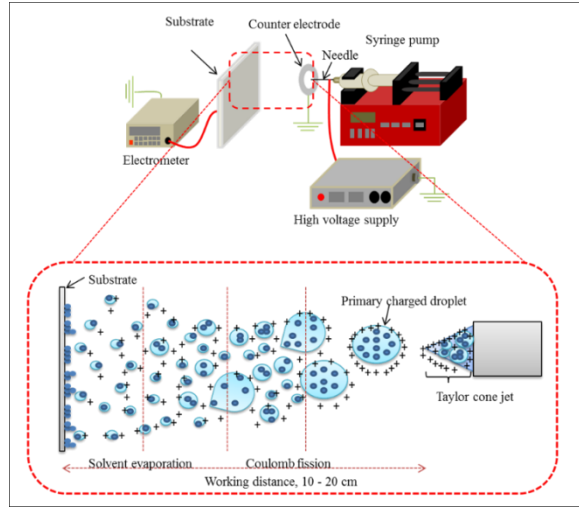 Substrate
Counter electrode
Needle
Syringe pump
Electrometer
High voltage supply
Substrate
Primary charged droplet
Taylor cone jet
Solvent evaporation
Coulomb fission
Working distance, 10 - 20 cm